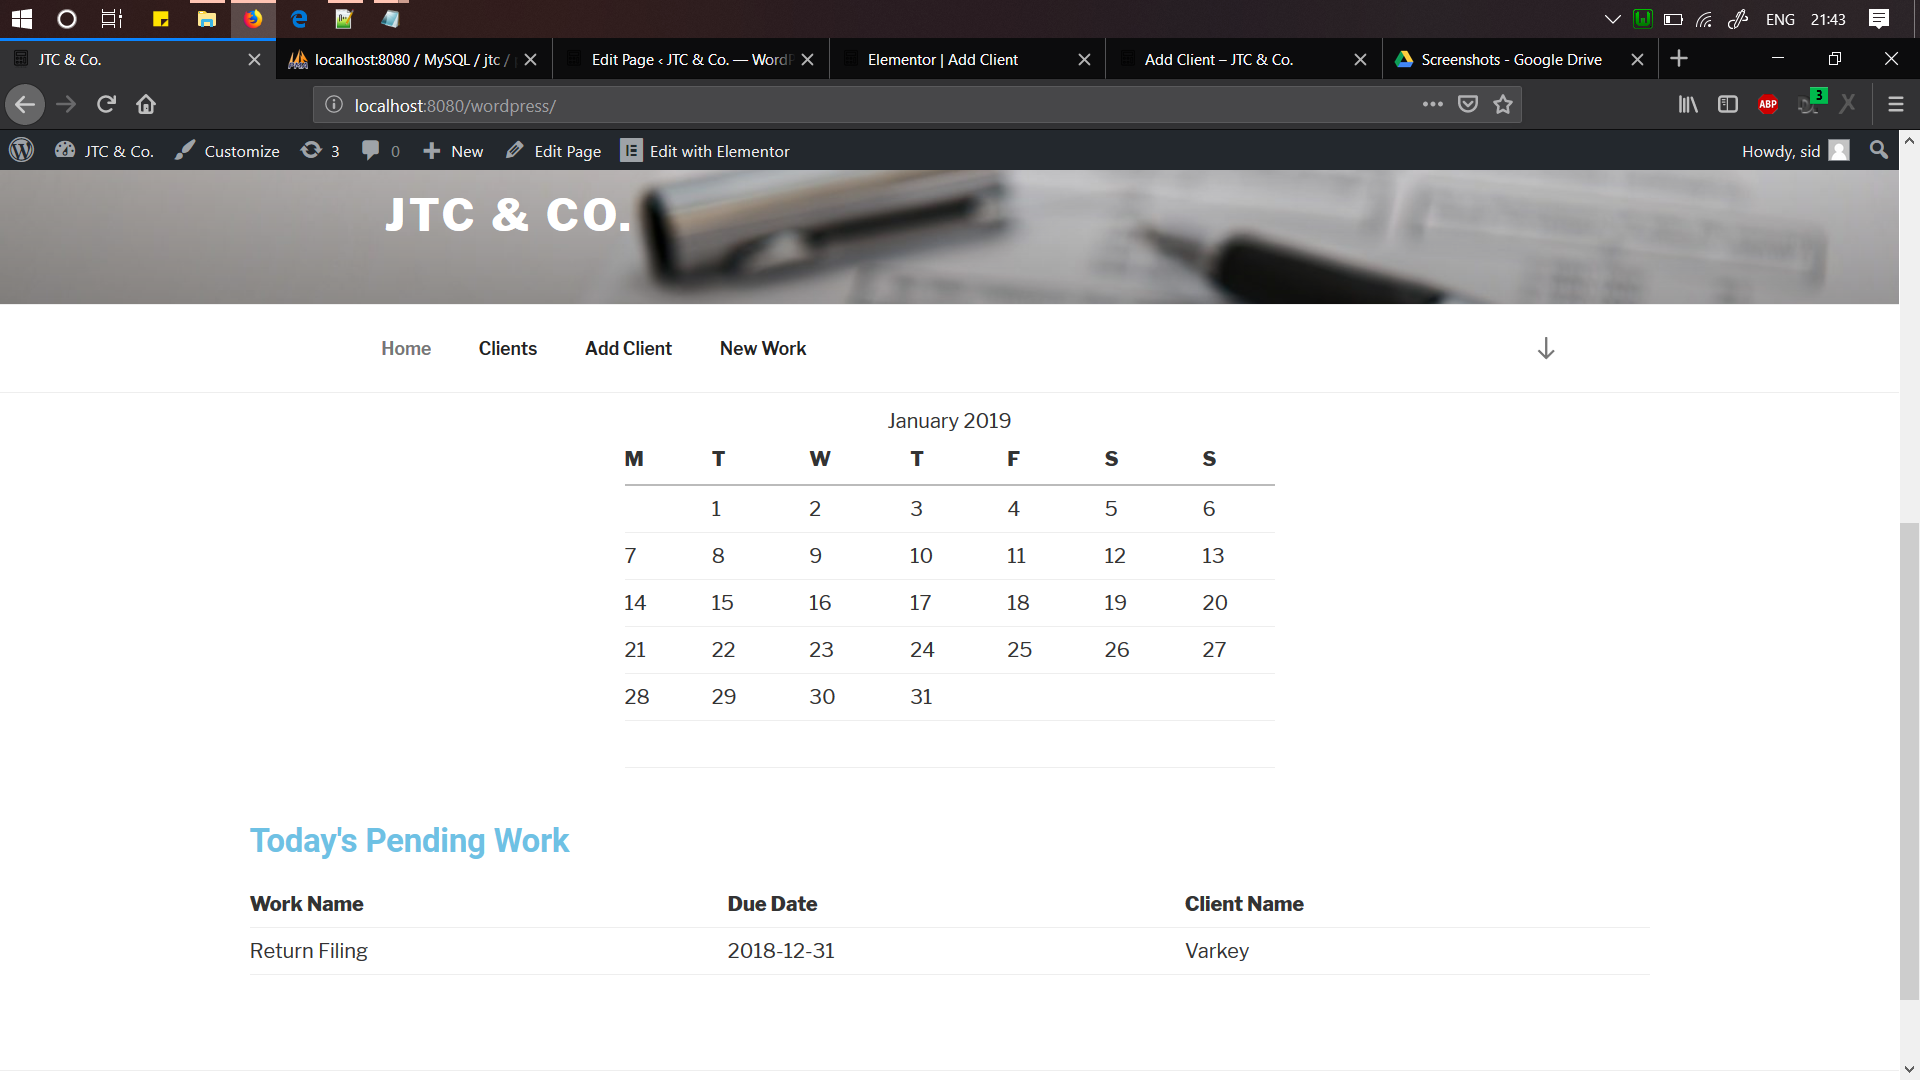 ENG 21:43
JTC & Co. localhost:8080 / MySQL / jtc / Edit Page ‹ JTC & Co. — WordP Elementor | Add Client Add Client – JTC & Co. Screenshots - Google Drive
localhost:8080/wordpress/ ABP 3
JTC & Co. Customize 3 0 New Edit Page Edit with Elementor Howdy, sid
JTC & CO.
Home Clients Add Client New Work
January 2019
M T W T F S S
1 2 3 4 5 6
7 8 9 10 11 12 13
14 15 16 17 18 19 20
21 22 23 24 25 26 27
28 29 30 31
Today's Pending Work
Work Name Due Date Client Name
Return Filing 2018-12-31 Varkey